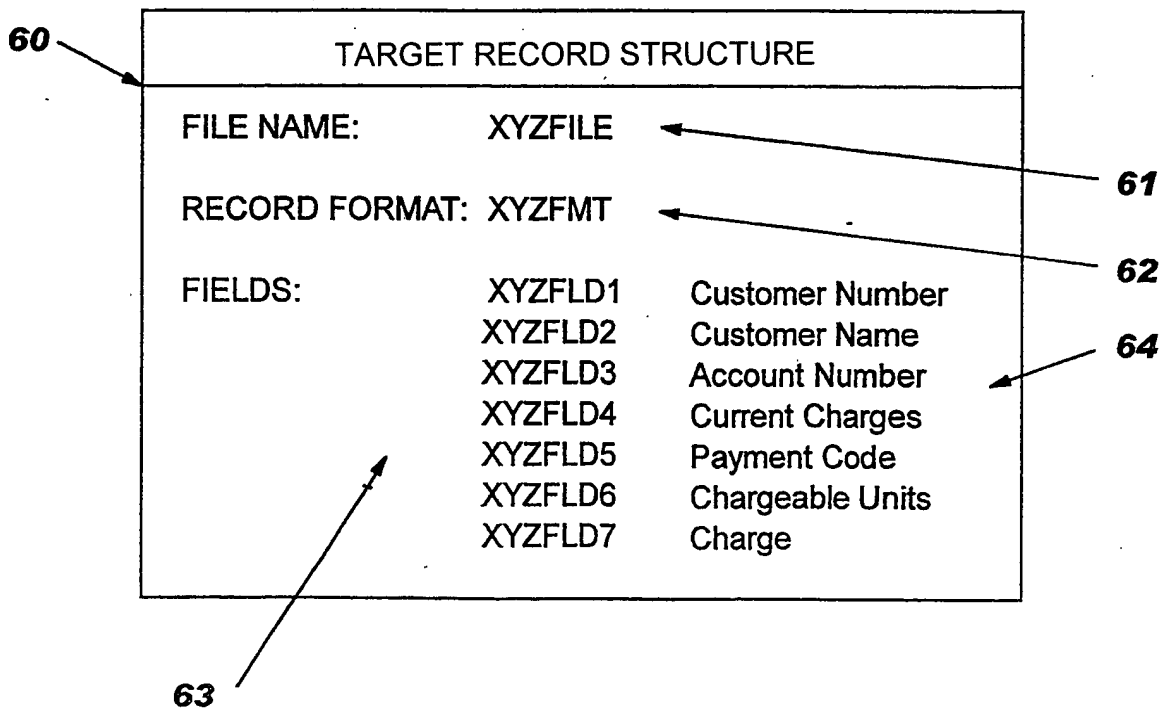 60
TARGET RECORD STRUCTURE
FILE NAME: XYZFILE
61
RECORD FORMAT: XYZFMT
62
FIELDS: XYZFLD1 Customer Number
XYZFLD2 Customer Name
64
XYZFLD3 Account Number
XYZFLD4 Current Charges
XYZFLD5 Payment Code
XYZFLD6 Chargeable Units
XYZFLD7 Charge
63